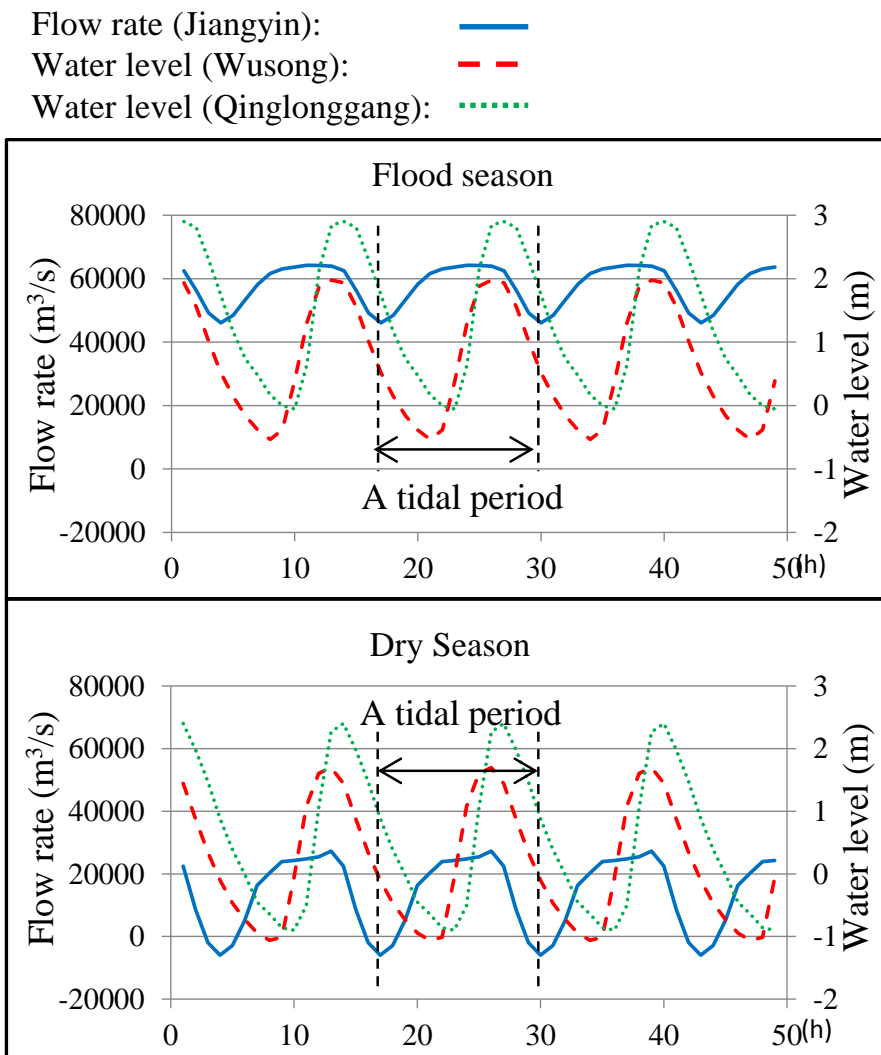 Flow rate (Jiangyin):
Water level (Wusong):
Water level (Qinglonggang):
Flood season
80000
60000
40000
20000
0
-20000
Flow rate (m³/s)
3
2
1
0
-1
-2
Water level (m)
A tidal period
0 10 20 30 40 50 (h)
Dry Season
80000
60000
40000
20000
0
-20000
Flow rate (m³/s)
3
2
1
0
-1
-2
Water level (m)
A tidal period
0 10 20 30 40 50 (h)